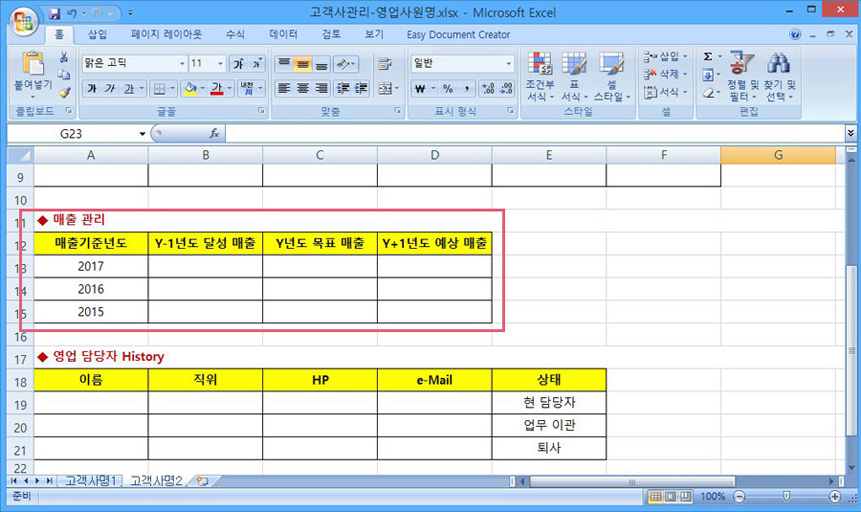 고객사관리-영업사원명.xlsx - Microsoft Excel
홈 삽입 페이지 레이아웃 수식 데이터 검토 보기 Easy Document Creator
붙여넣기 맑은 고딕 11 가 가 가 가 가 가 내천 일반 % , 조건부 서식 표 서식 셀 스타일 삽입 삭제 서식 Σ 정렬 및 필터 찾기 및 선택
클립보드 글꼴 맞춤 표시 형식 스타일 셀 편집
G23 fx
A B C D E F G
9
10
11 ◆ 매출 관리
12 매출기준년도 Y-1년도 달성 매출 Y년도 목표 매출 Y+1년도 예상 매출
13 2017
14 2016
15 2015
16
17 ◆ 영업 담당자 History
18 이름 직위 HP e-Mail 상태
19 현 담당자
20 업무 이관
21 퇴사
22
고객사명1 고객사명2
준비 100%